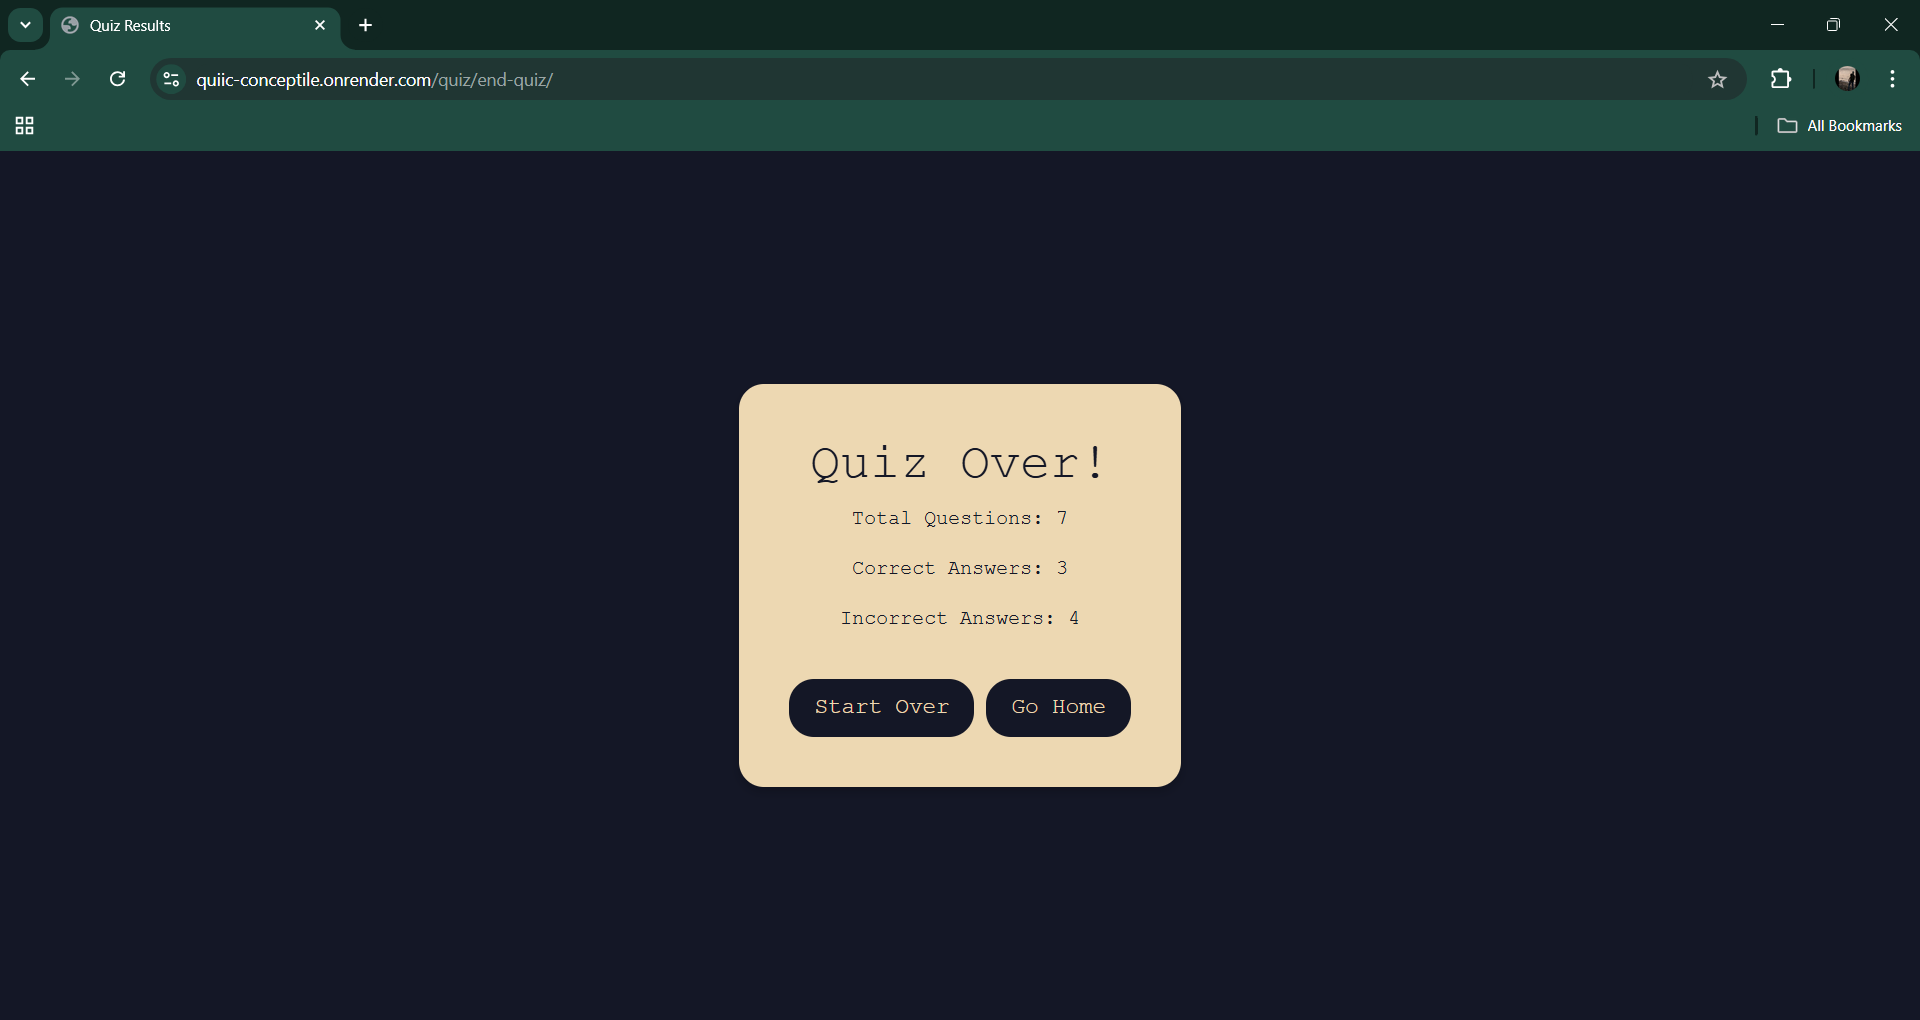 Quiz Results
quiic-conceptile.onrender.com/quiz/end-quiz/
All Bookmarks
Quiz Over!
Total Questions: 7
Correct Answers: 3
Incorrect Answers: 4
Start Over Go Home